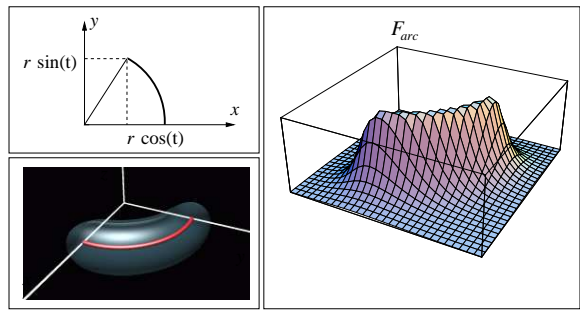 y
r sin(t)
x
r cos(t)
F_arc